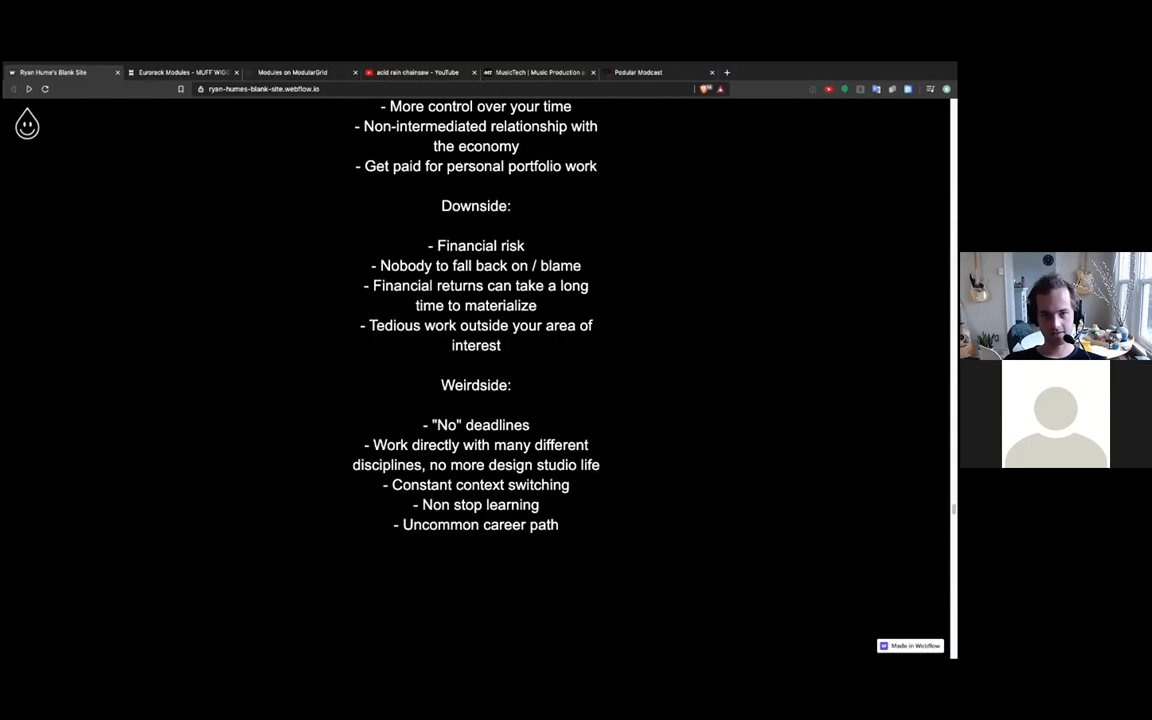 Ryan Hume's Blank Site
Eurorack Modules - MUFF WIGG
Modules on ModularGrid
acid rain chainsaw - YouTube
MusicTech | Music Production a
Podular Modcast
ryan-humes-blank-site.webflow.io
- More control over your time
- Non-intermediated relationship with
the economy
- Get paid for personal portfolio work
Downside:
- Financial risk
- Nobody to fall back on / blame
- Financial returns can take a long
time to materialize
- Tedious work outside your area of
interest
Weirdside:
- "No" deadlines
- Work directly with many different
disciplines, no more design studio life
- Constant context switching
- Non stop learning
- Uncommon career path
Made in Webflow